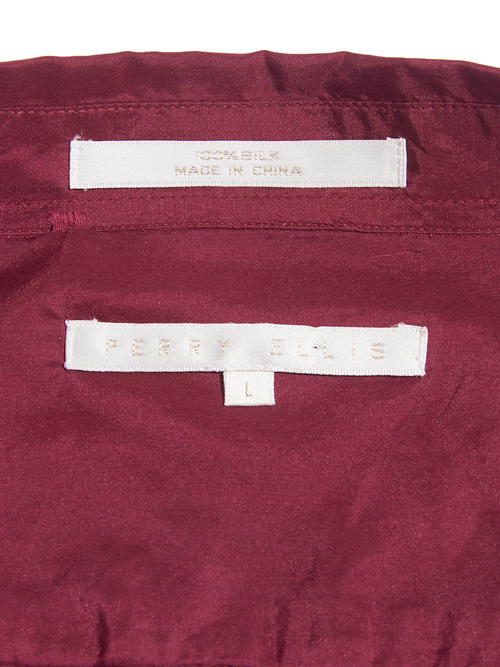 100% SILK
MADE IN CHINA
PERRY ELLIS
L